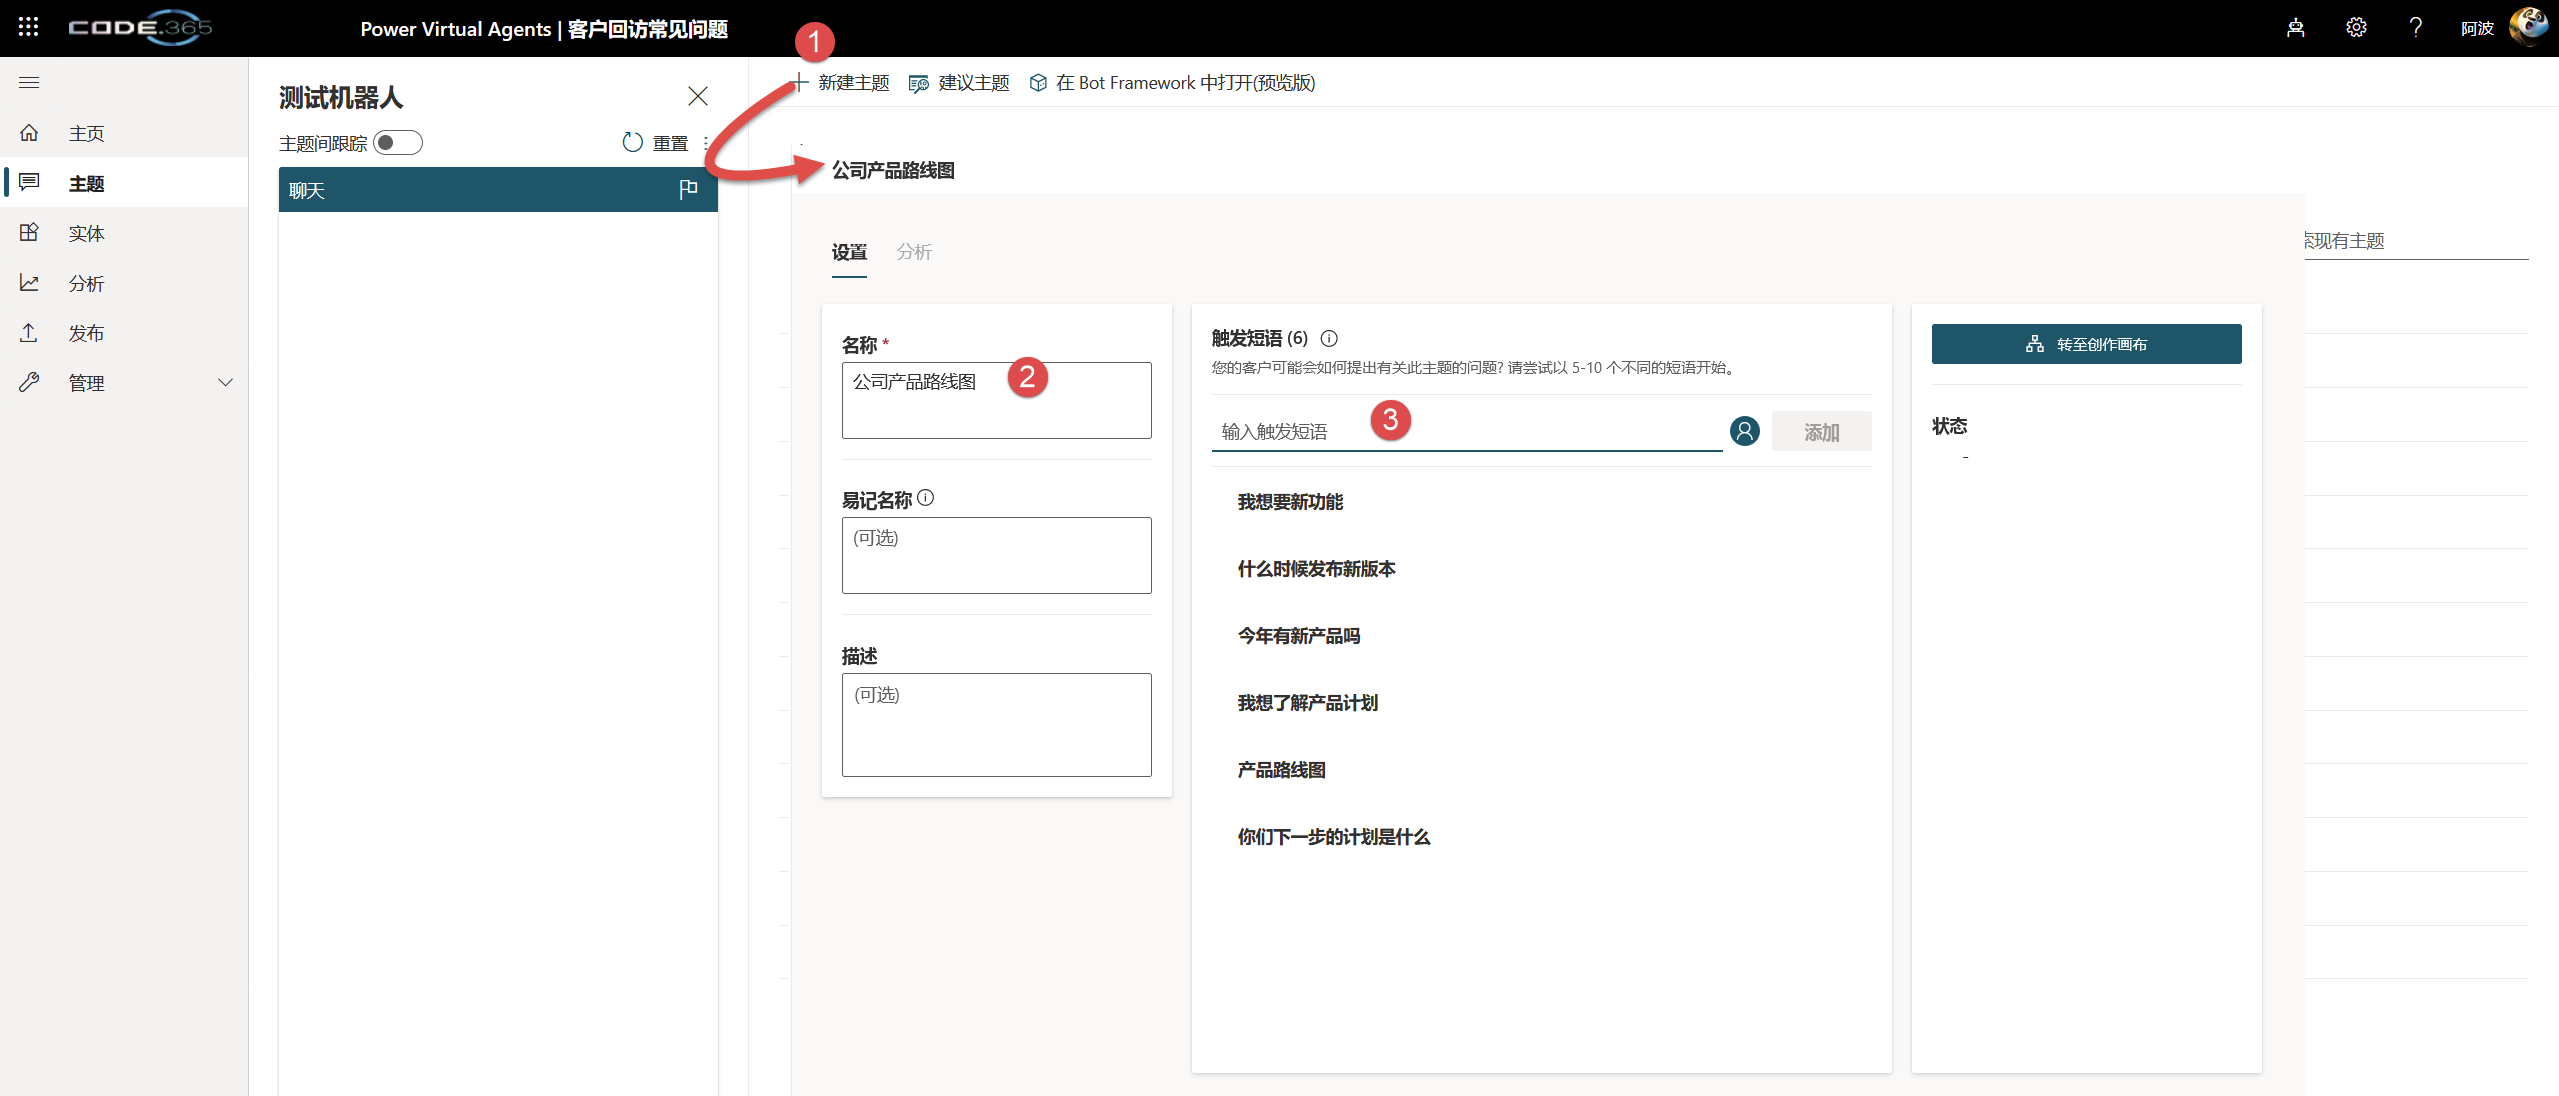 CODE.365
Power Virtual Agents | 客户回访常见问题
阿波
主页
主题
实体
分析
发布
管理
测试机器人
主题间跟踪
重置
聊天
1
新建主题
建议主题
在 Bot Framework 中打开(预览版)
公司产品路线图
设置
分析
索现有主题
名称 *
公司产品路线图
2
易记名称
(可选)
描述
(可选)
触发短语 (6)
您的客户可能会如何提出有关此主题的问题? 请尝试以 5-10 个不同的短语开始。
输入触发短语
3
添加
我想要新功能
什么时候发布新版本
今年有新产品吗
我想了解产品计划
产品路线图
你们下一步的计划是什么
转至创作画布
状态
-